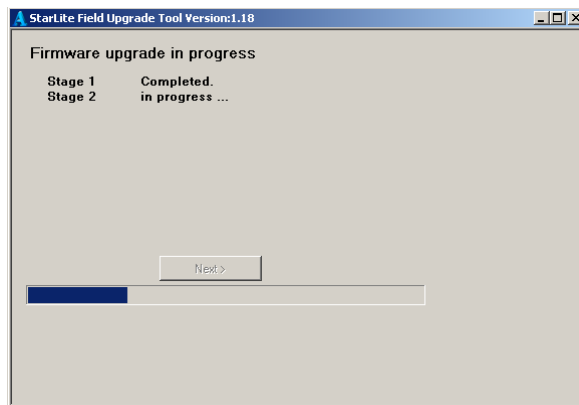 StarLite Field Upgrade Tool Version:1.18
Firmware upgrade in progress
Stage 1 Completed.
Stage 2 in progress ...
Next >